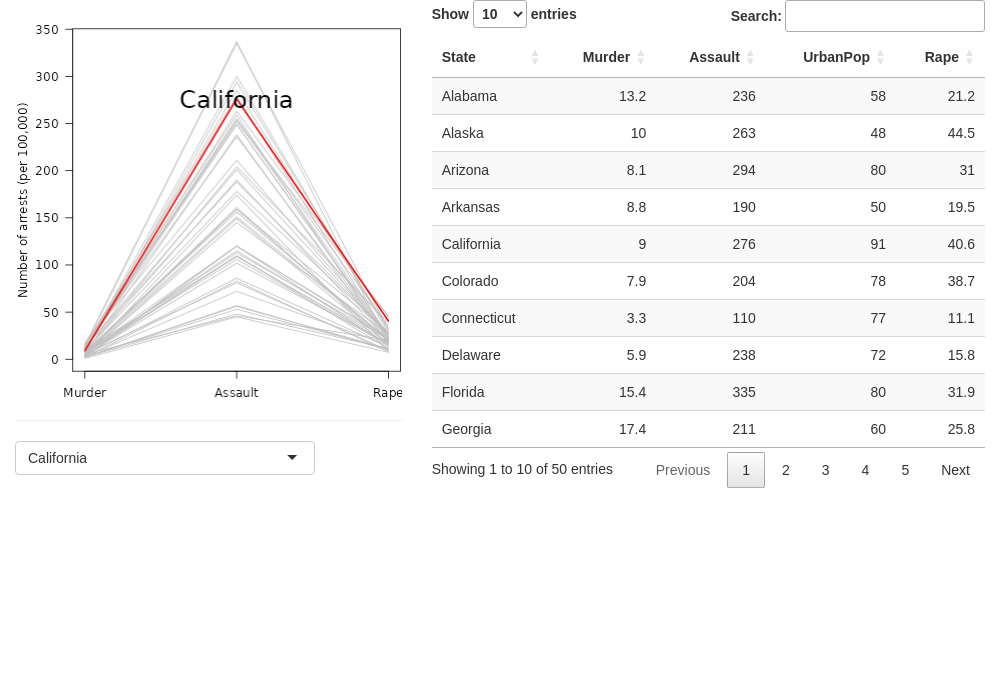 Show 10 entries
Search:
350
300
250
200
150
100
50
0
Number of arrests (per 100,000)
California
Murder Assault Rape
California
State Murder Assault UrbanPop Rape
Alabama 13.2 236 58 21.2
Alaska 10 263 48 44.5
Arizona 8.1 294 80 31
Arkansas 8.8 190 50 19.5
California 9 276 91 40.6
Colorado 7.9 204 78 38.7
Connecticut 3.3 110 77 11.1
Delaware 5.9 238 72 15.8
Florida 15.4 335 80 31.9
Georgia 17.4 211 60 25.8
Showing 1 to 10 of 50 entries
Previous 1 2 3 4 5 Next